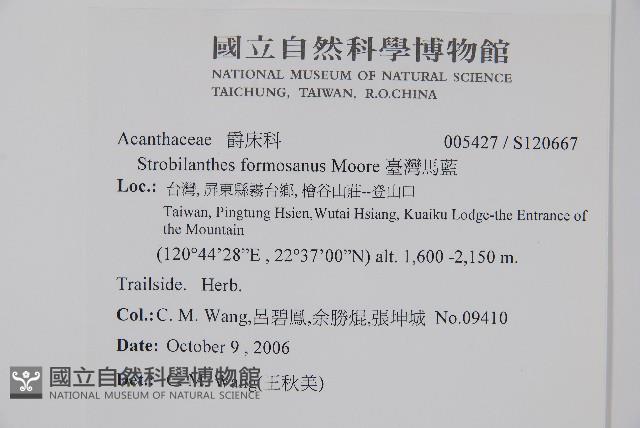 國立自然科學博物館
NATIONAL MUSEUM OF NATURAL SCIENCE
TAICHUNG, TAIWAN, R.O.CHINA
Acanthaceae 爵床科 005427 / S120667
Strobilanthes formosanus Moore 臺灣馬藍
Loc.: 台灣, 屏東縣霧台鄉, 檜谷山莊--登山口
Taiwan, Pingtung Hsien,Wutai Hsiang, Kuaiku Lodge-the Entrance of
the Mountain
(120°44'28"E , 22°37'00"N) alt. 1,600 -2,150 m.
Trailside. Herb.
Col.: C. M. Wang,呂碧鳳,余勝焜,張坤城 No.09410
Date: October 9 , 2006
Det.: C. M. Wang(王秋美)
國立自然科學博物館
NATIONAL MUSEUM OF NATURAL SCIENCE